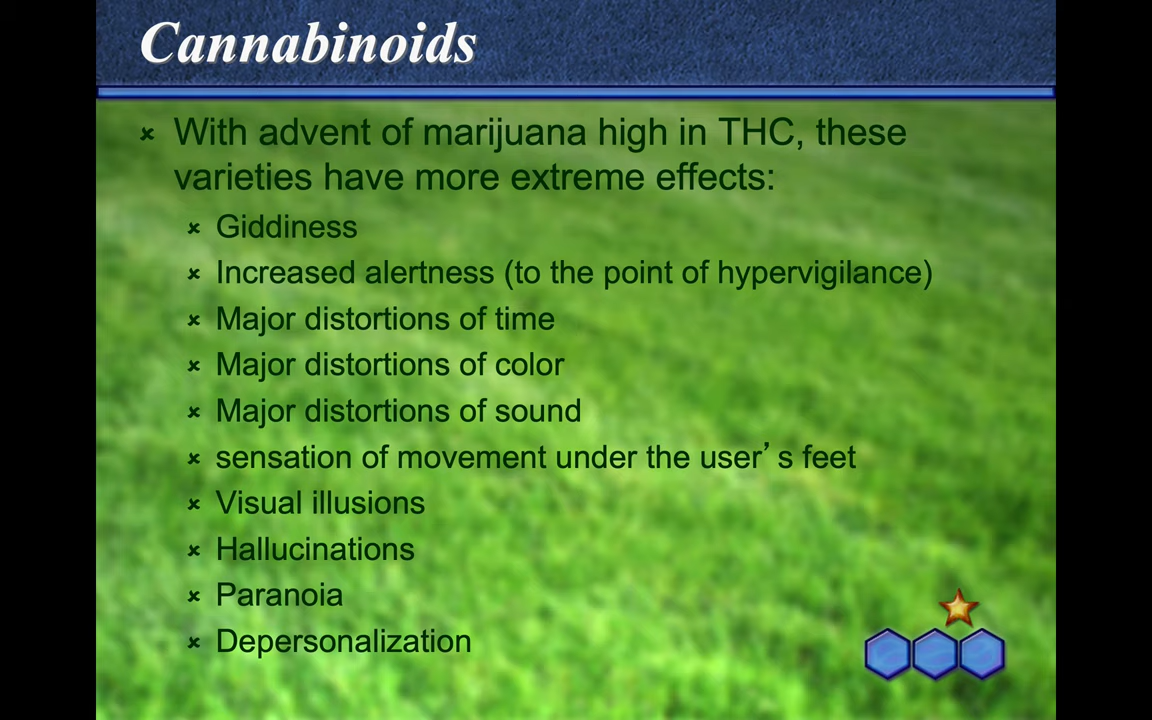 Cannabinoids
With advent of marijuana high in THC, these
varieties have more extreme effects:
Giddiness
Increased alertness (to the point of hypervigilance)
Major distortions of time
Major distortions of color
Major distortions of sound
sensation of movement under the user’s feet
Visual illusions
Hallucinations
Paranoia
Depersonalization